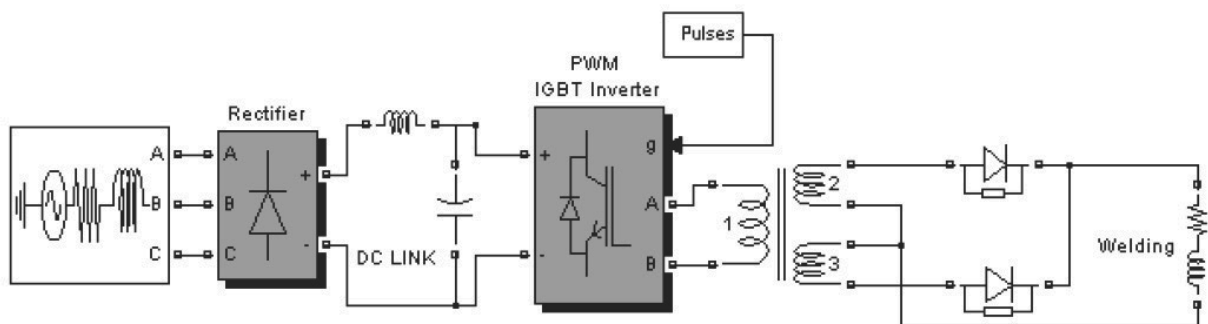 Pulses
PWM
IGBT Inverter
Rectifier
A
B
C
A
B
C
+
-
DC LINK
+
-
g
A
B
1
2
3
Welding